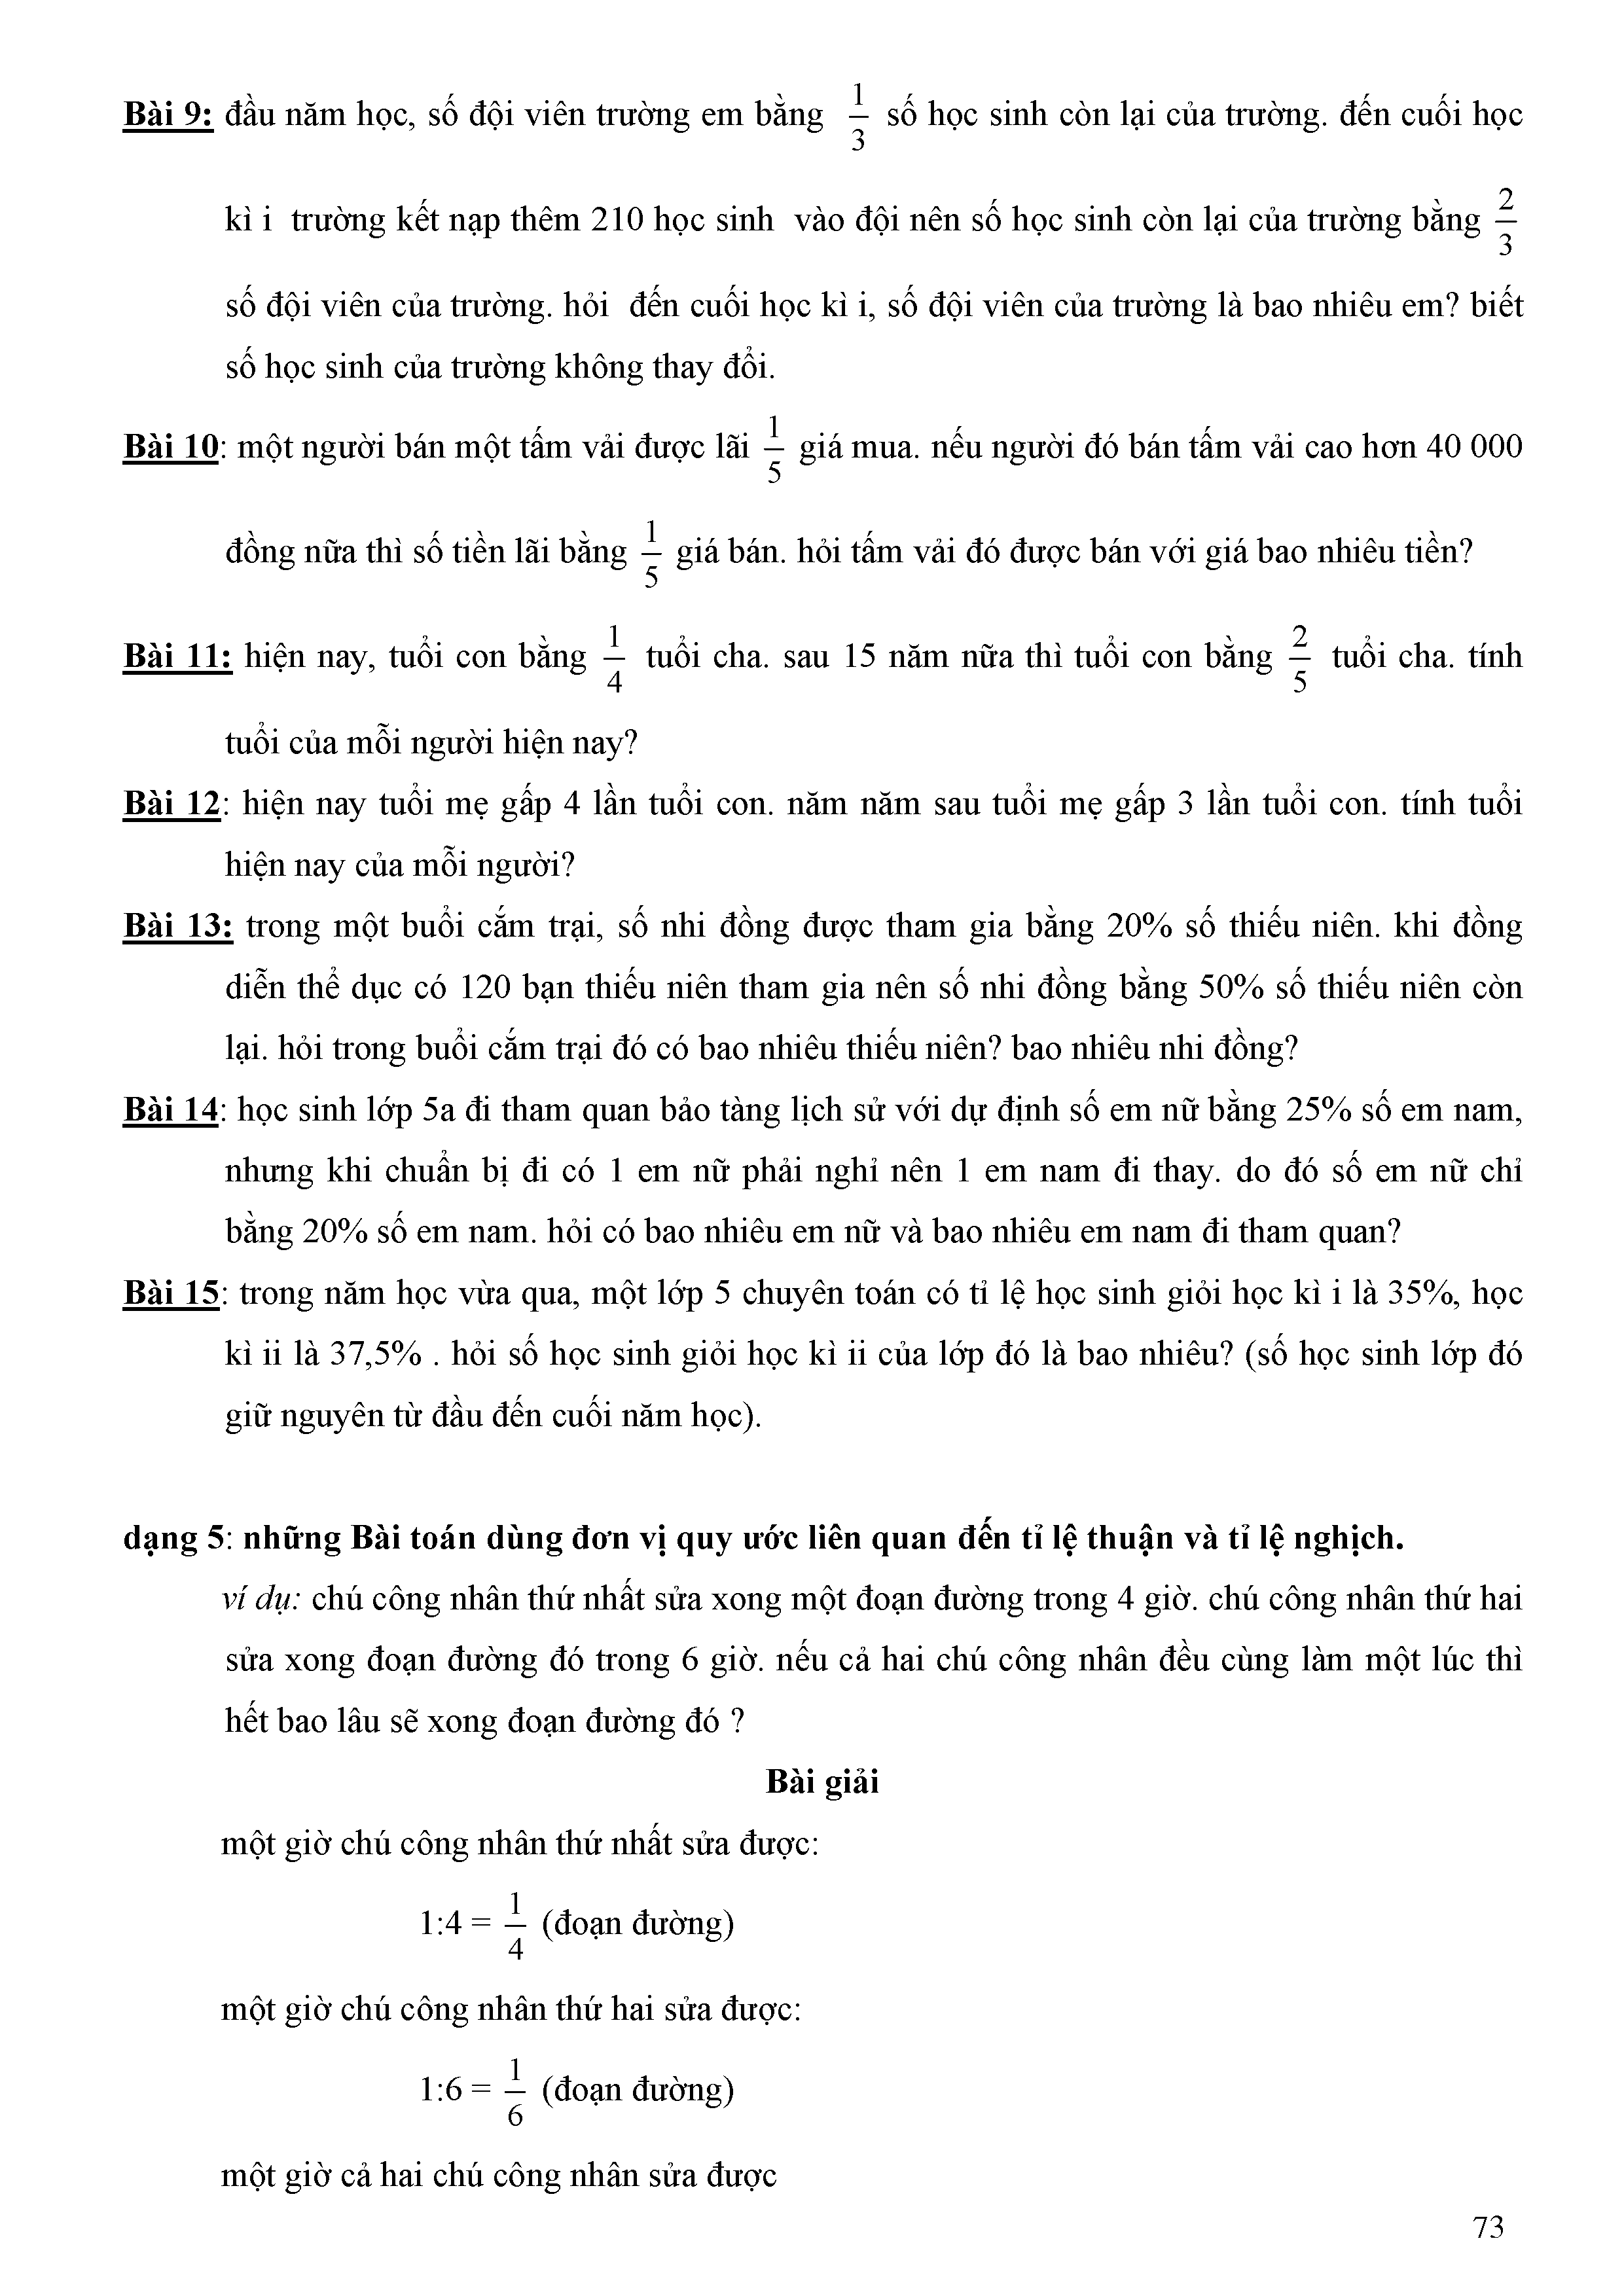 Bài 9: đầu năm học, số đội viên trường em bằng 1/3 số học sinh còn lại của trường. đến cuối học
kì i trường kết nạp thêm 210 học sinh vào đội nên số học sinh còn lại của trường bằng 2/3
số đội viên của trường. hỏi đến cuối học kì i, số đội viên của trường là bao nhiêu em? biết
số học sinh của trường không thay đổi.
Bài 10: một người bán một tấm vải được lãi 1/5 giá mua. nếu người đó bán tấm vải cao hơn 40 000
đồng nữa thì số tiền lãi bằng 1/5 giá bán. hỏi tấm vải đó được bán với giá bao nhiêu tiền?
Bài 11: hiện nay, tuổi con bằng 1/4 tuổi cha. sau 15 năm nữa thì tuổi con bằng 2/5 tuổi cha. tính
tuổi của mỗi người hiện nay?
Bài 12: hiện nay tuổi mẹ gấp 4 lần tuổi con. năm năm sau tuổi mẹ gấp 3 lần tuổi con. tính tuổi
hiện nay của mỗi người?
Bài 13: trong một buổi cắm trại, số nhi đồng được tham gia bằng 20% số thiếu niên. khi đồng
diễn thể dục có 120 bạn thiếu niên tham gia nên số nhi đồng bằng 50% số thiếu niên còn
lại. hỏi trong buổi cắm trại đó có bao nhiêu thiếu niên? bao nhiêu nhi đồng?
Bài 14: học sinh lớp 5a đi tham quan bảo tàng lịch sử với dự định số em nữ bằng 25% số em nam,
nhưng khi chuẩn bị đi có 1 em nữ phải nghỉ nên 1 em nam đi thay. do đó số em nữ chỉ
bằng 20% số em nam. hỏi có bao nhiêu em nữ và bao nhiêu em nam đi tham quan?
Bài 15: trong năm học vừa qua, một lớp 5 chuyên toán có tỉ lệ học sinh giỏi học kì i là 35%, học
kì ii là 37,5% . hỏi số học sinh giỏi học kì ii của lớp đó là bao nhiêu? (số học sinh lớp đó
giữ nguyên từ đầu đến cuối năm học).
dạng 5: những Bài toán dùng đơn vị quy ước liên quan đến tỉ lệ thuận và tỉ lệ nghịch.
ví dụ: chú công nhân thứ nhất sửa xong một đoạn đường trong 4 giờ. chú công nhân thứ hai
sửa xong đoạn đường đó trong 6 giờ. nếu cả hai chú công nhân đều cùng làm một lúc thì
hết bao lâu sẽ xong đoạn đường đó ?
Bài giải
một giờ chú công nhân thứ nhất sửa được:
1:4 = 1/4 (đoạn đường)
một giờ chú công nhân thứ hai sửa được:
1:6 = 1/6 (đoạn đường)
một giờ cả hai chú công nhân sửa được
73